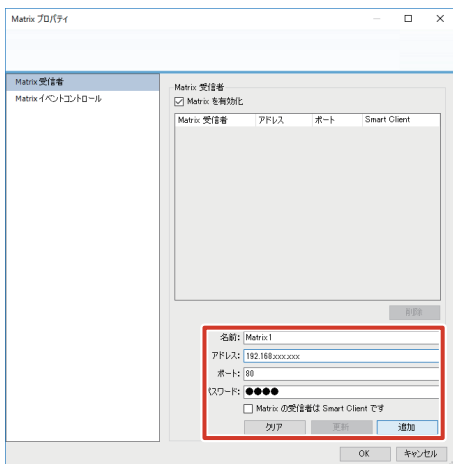 Matrix プロパティ
Matrix 受信者
Matrix イベントコントロール
Matrix 受信者
Matrix を有効化
Matrix 受信者 アドレス ポート Smart Client
削除
名前: Matrix1
アドレス: 192.168.xxx.xxx
ポート: 80
パスワード: ●●●●
Matrix の受信者は Smart Client です
クリア 更新 追加
OK キャンセル